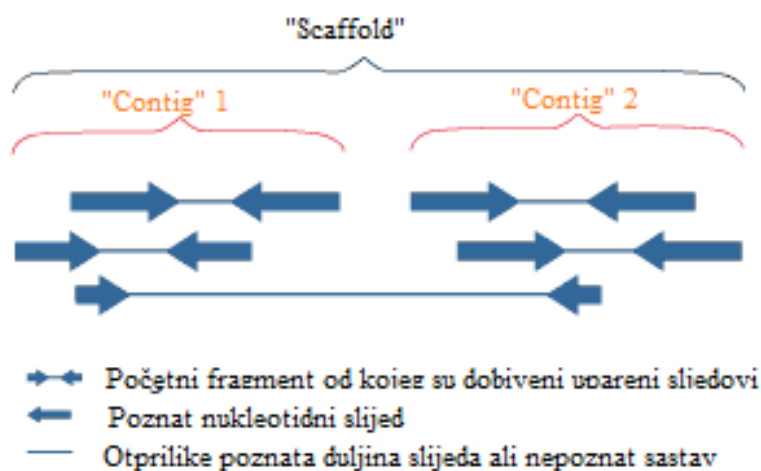 "Scaffold"
"Contig" 1 "Contig" 2
Početni fragment od kojeg su dobiveni upareni sljedovi
Poznat nukleotidni slijed
Otprilike poznata duljina slijeda ali nepoznat sastav